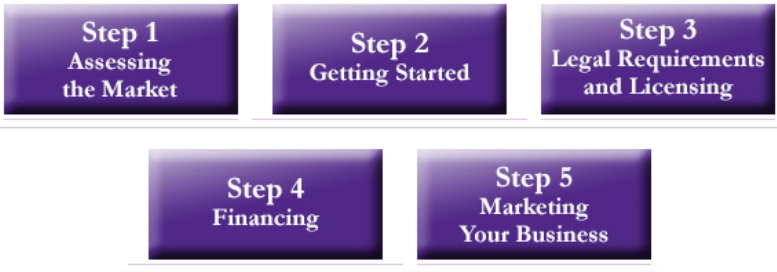 Step 1
Assessing
the Market
Step 2
Getting Started
Step 3
Legal Requirements
and Licensing
Step 4
Financing
Step 5
Marketing
Your Business